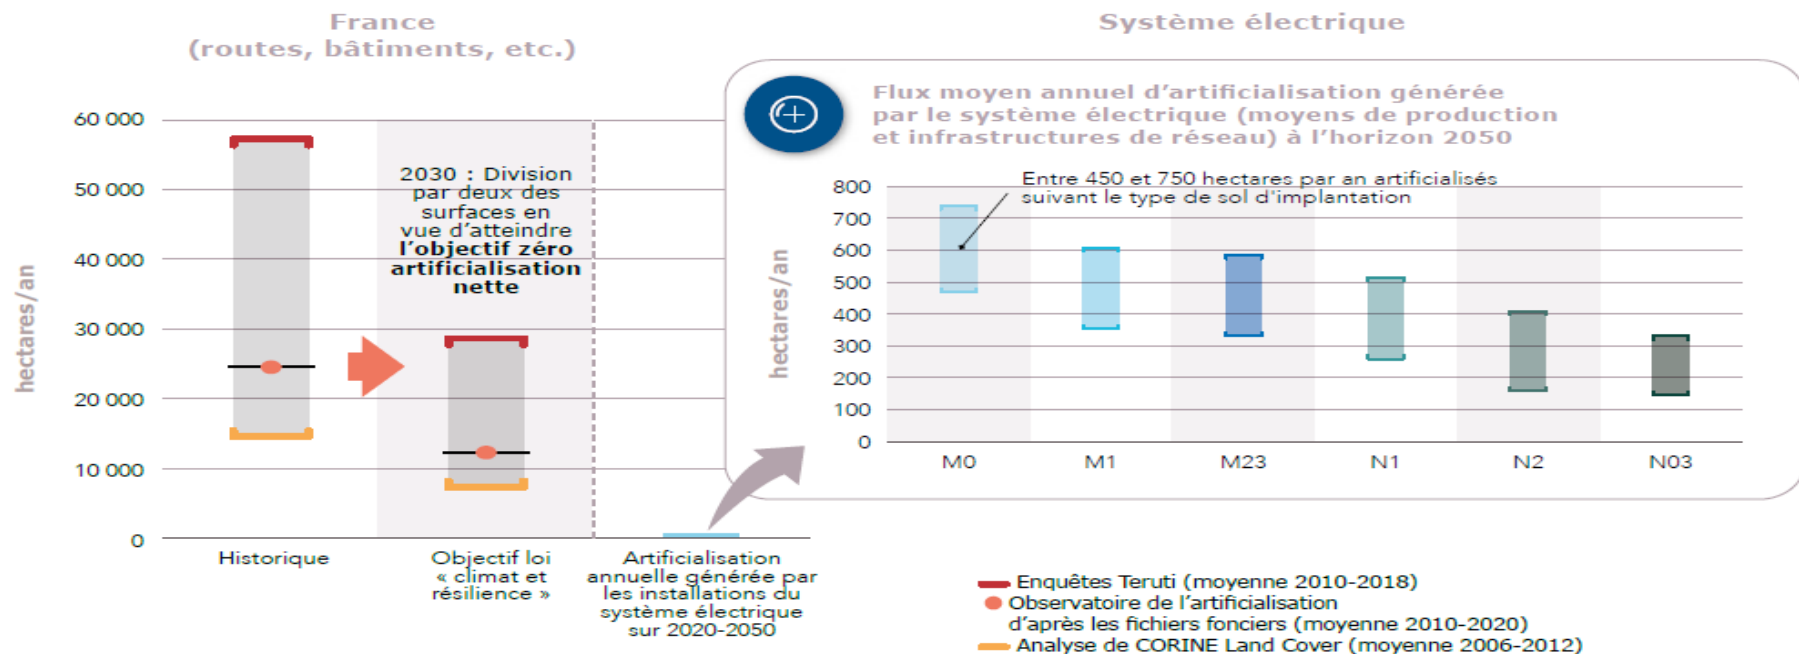 France
(routes, bâtiments, etc.)
hectares/an
60 000
50 000
40 000
30 000
20 000
10 000
0
2030 : Division
par deux des
surfaces en
vue d'atteindre
l'objectif zéro
artificialisation
nette
Historique
Objectif loi
« climat et
résilience »
Artificialisation
annuelle générée par
les installations du
système électrique
sur 2020-2050
Système électrique
Flux moyen annuel d'artificialisation générée
par le système électrique (moyens de production
et infrastructures de réseau) à l'horizon 2050
hectares/an
800
700
600
500
400
300
200
100
0
Entre 450 et 750 hectares par an artificialisés
suivant le type de sol d'implantation
M0
M1
M23
N1
N2
N03
Enquêtes Teruti (moyenne 2010-2018)
Observatoire de l'artificialisation
d'après les fichiers fonciers (moyenne 2010-2020)
Analyse de CORINE Land Cover (moyenne 2006-2012)